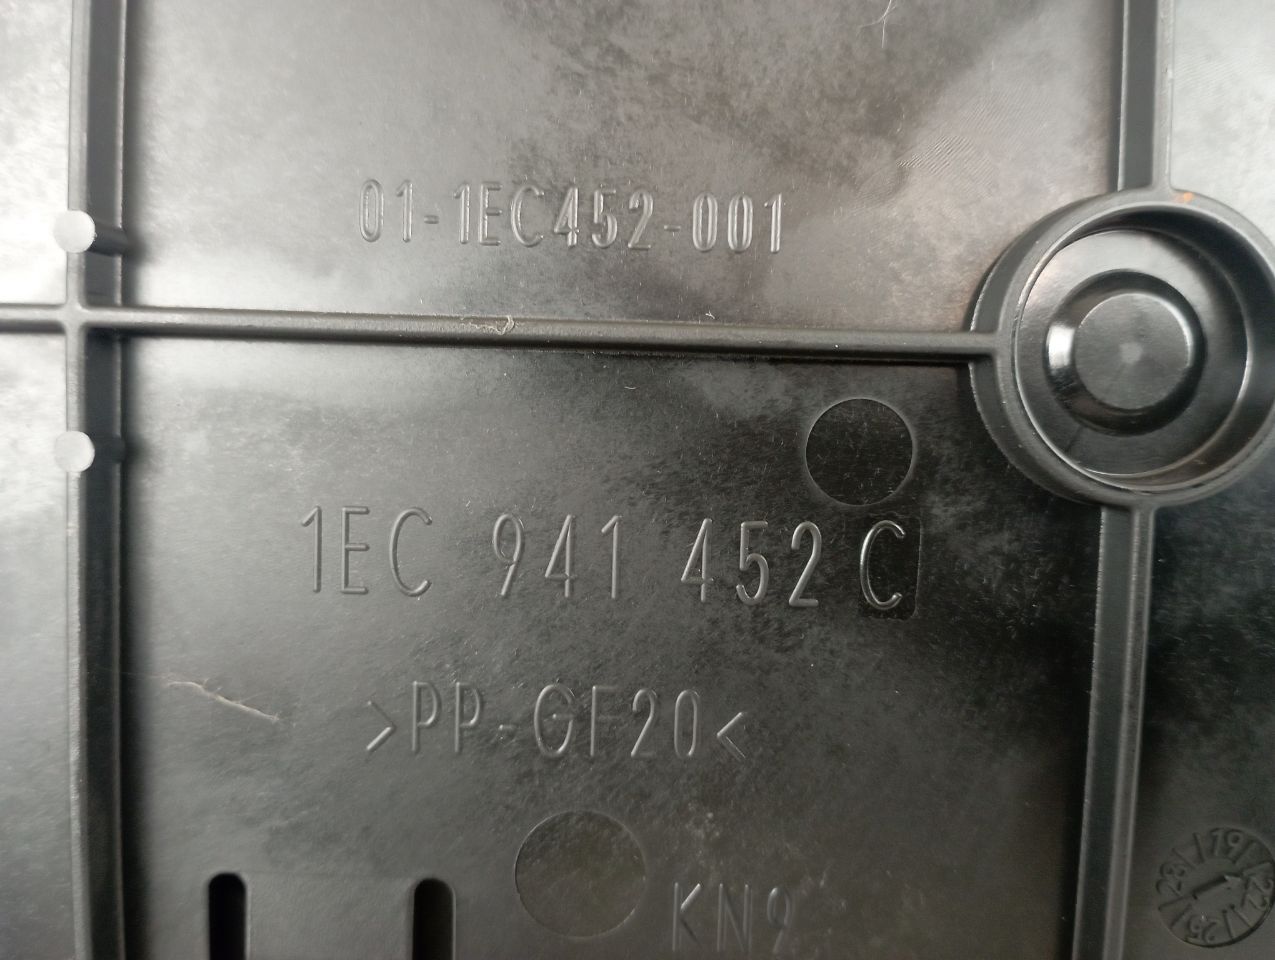 01-1EC452-001
1EC 941 452 C
>PP-GF20<
KN9